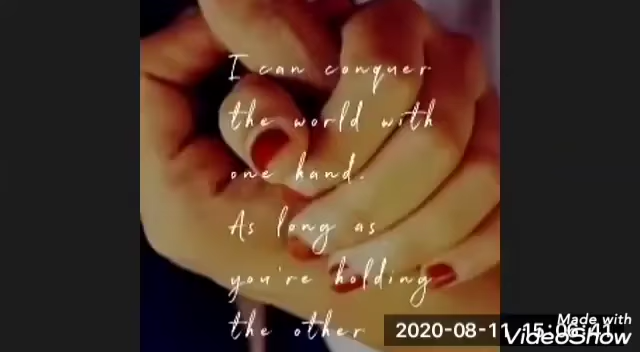 I can conquer
the world with
one hand.
As long as
you're holding
the other
2020-08-11 15:06:41
Made with
VideoShow